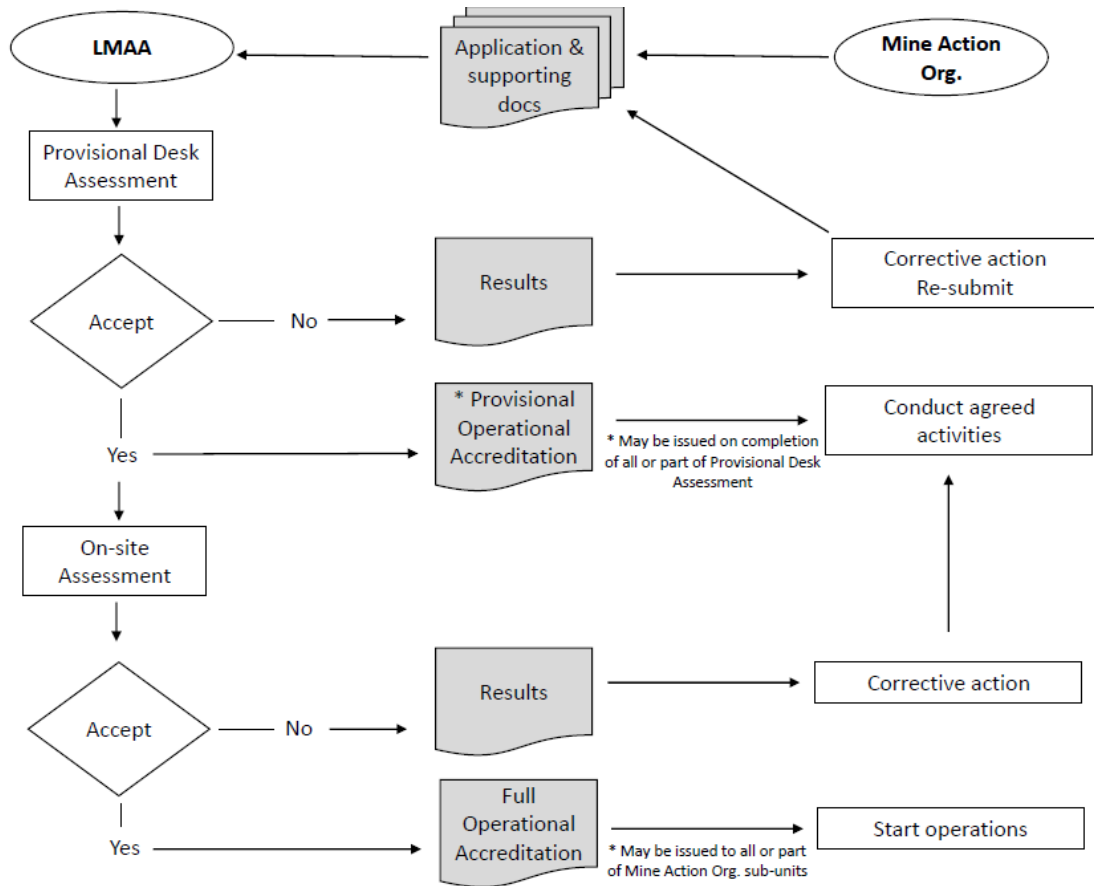 LMAA
Application &
supporting
docs
Mine Action
Org.
Provisional Desk
Assessment
Accept
No
Results
Corrective action
Re-submit
Yes
* Provisional
Operational
Accreditation
* May be issued on completion
of all or part of Provisional Desk
Assessment
Conduct agreed
activities
On-site
Assessment
Accept
No
Results
Corrective action
Yes
Full
Operational
Accreditation
* May be issued to all or part
of Mine Action Org. sub-units
Start operations